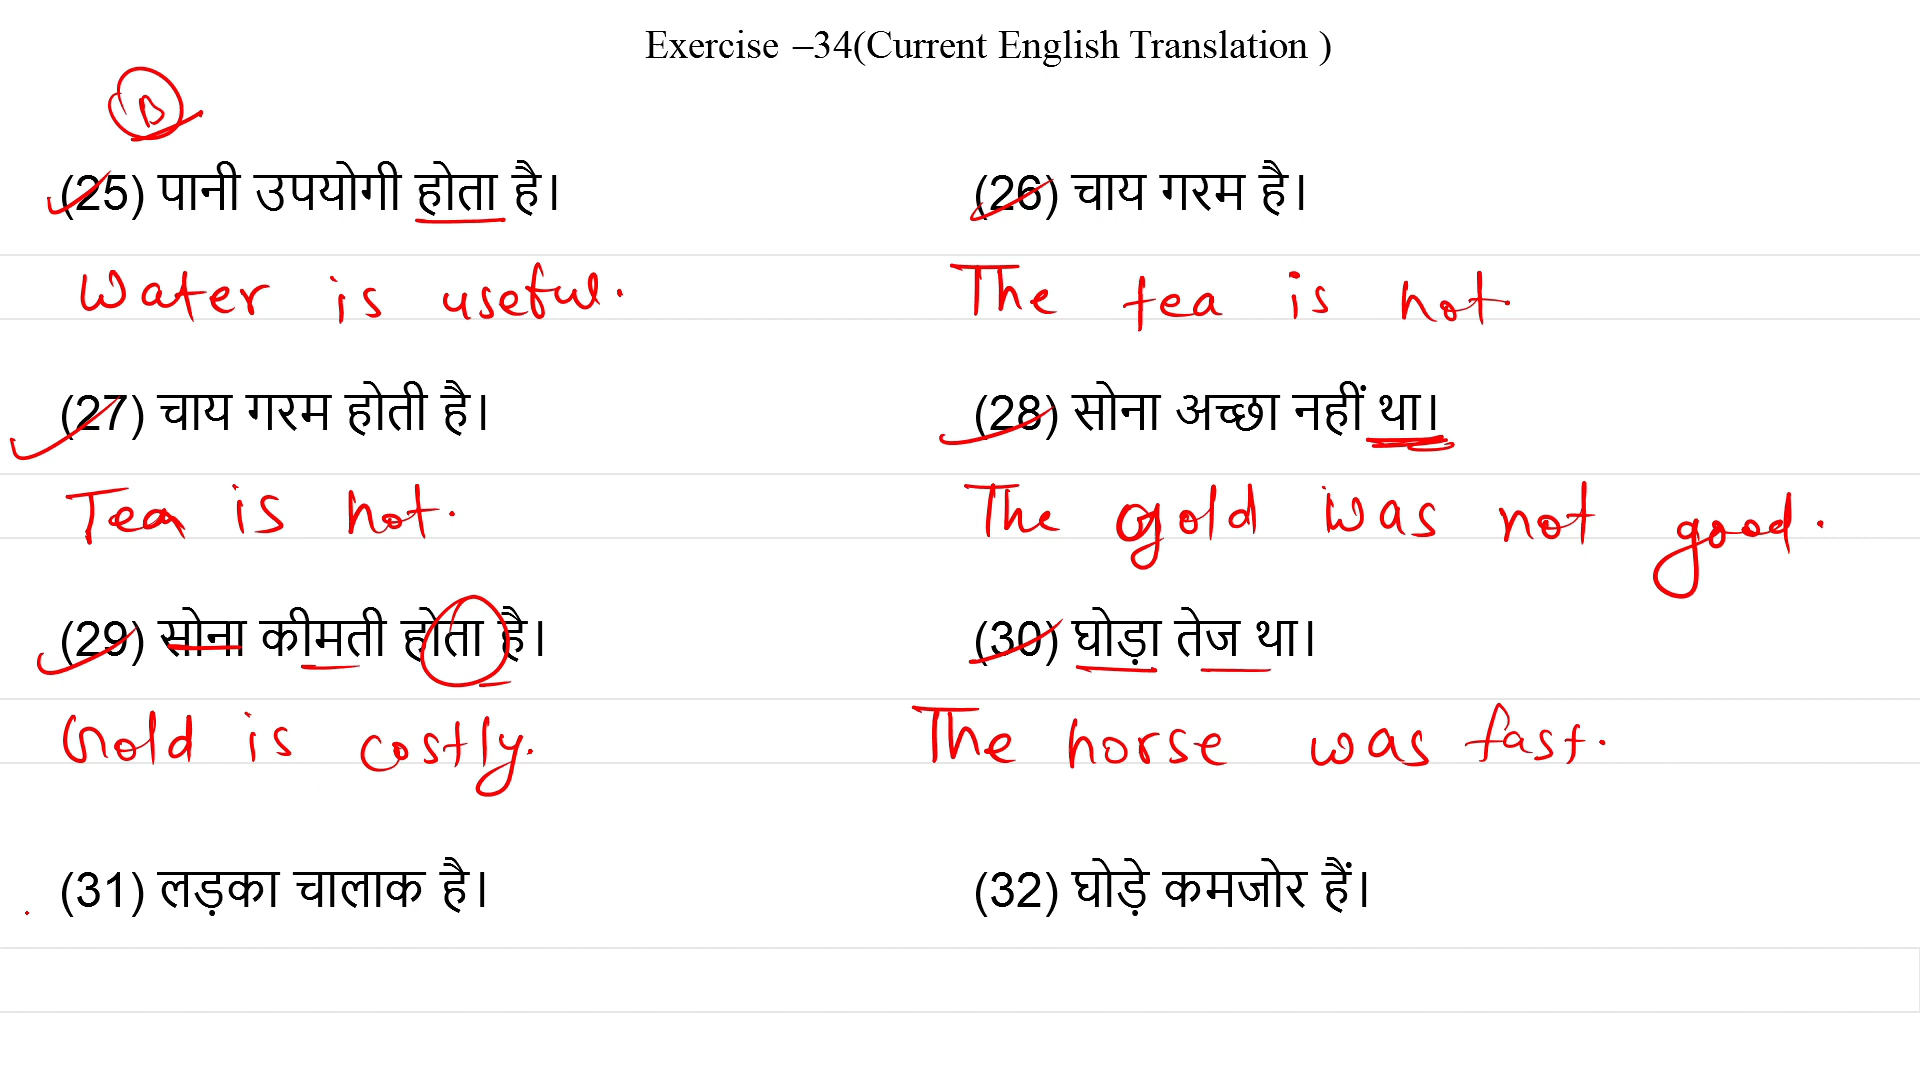 Exercise –34(Current English Translation )
B
(25) पानी उपयोगी होता है।
(26) चाय गरम है।
Water is useful.
The tea is hot.
(27) चाय गरम होती है।
(28) सोना अच्छा नहीं था।
Tea is hot.
The gold was not good.
(29) सोना कीमती होता है।
(30) घोड़ा तेज था।
Gold is costly.
The horse was fast.
(31) लड़का चालाक है।
(32) घोड़े कमजोर हैं।